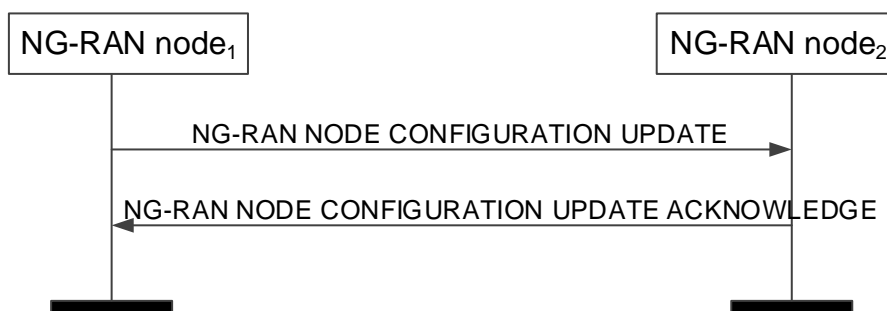 NG-RAN node₁
NG-RAN node₂
NG-RAN NODE CONFIGURATION UPDATE
NG-RAN NODE CONFIGURATION UPDATE ACKNOWLEDGE